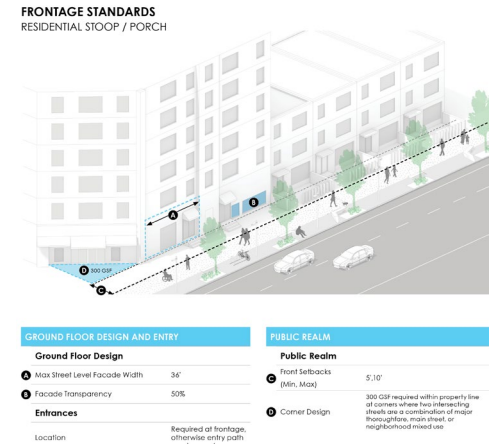 FRONTAGE STANDARDS
RESIDENTIAL STOOP / PORCH
A
B
D 300 GSF
C
GROUND FLOOR DESIGN AND ENTRY
Ground Floor Design
A Max Street Level Facade Width 36'
B Facade Transparency 50%
Entrances
Location
Required at frontage,
otherwise entry path
PUBLIC REALM
Public Realm
C Front Setbacks
(Min, Max)
5',10'
D Corner Design
300 GSF required within property line
at corners where two intersecting
streets are a combination of major
thoroughfare, main street, or
neighborhood mixed use